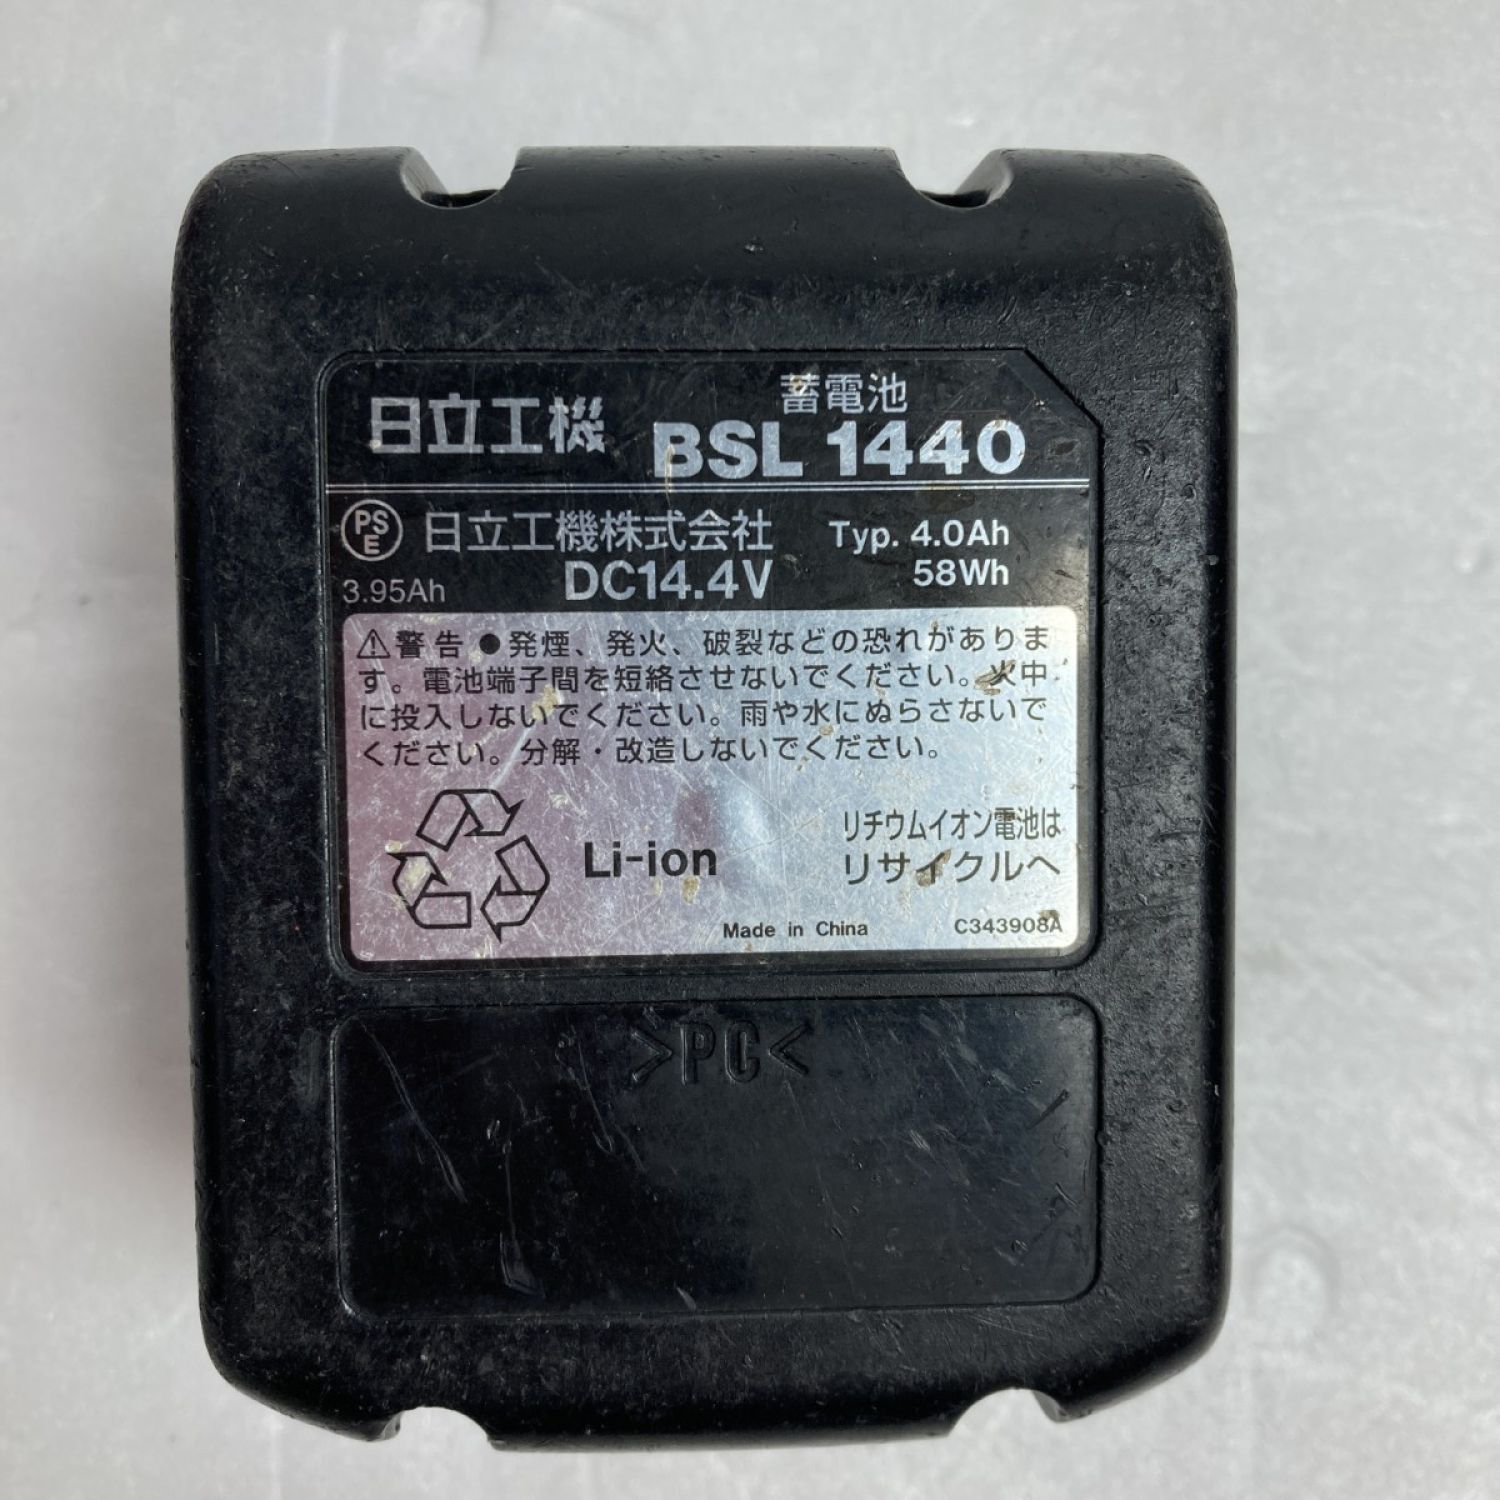 日立工機
蓄電池
BSL 1440
PSE 日立工機株式会社 Typ. 4.0Ah
3.95Ah DC14.4V 58Wh
⚠警告 ●発煙、発火、破裂などの恐れがありま
す。電池端子間を短絡させないでください。火中
に投入しないでください。雨や水にぬらさないで
ください。分解・改造しないでください。
リチウムイオン電池は
Li-ion リサイクルへ
Made in China C343908A
>PC<